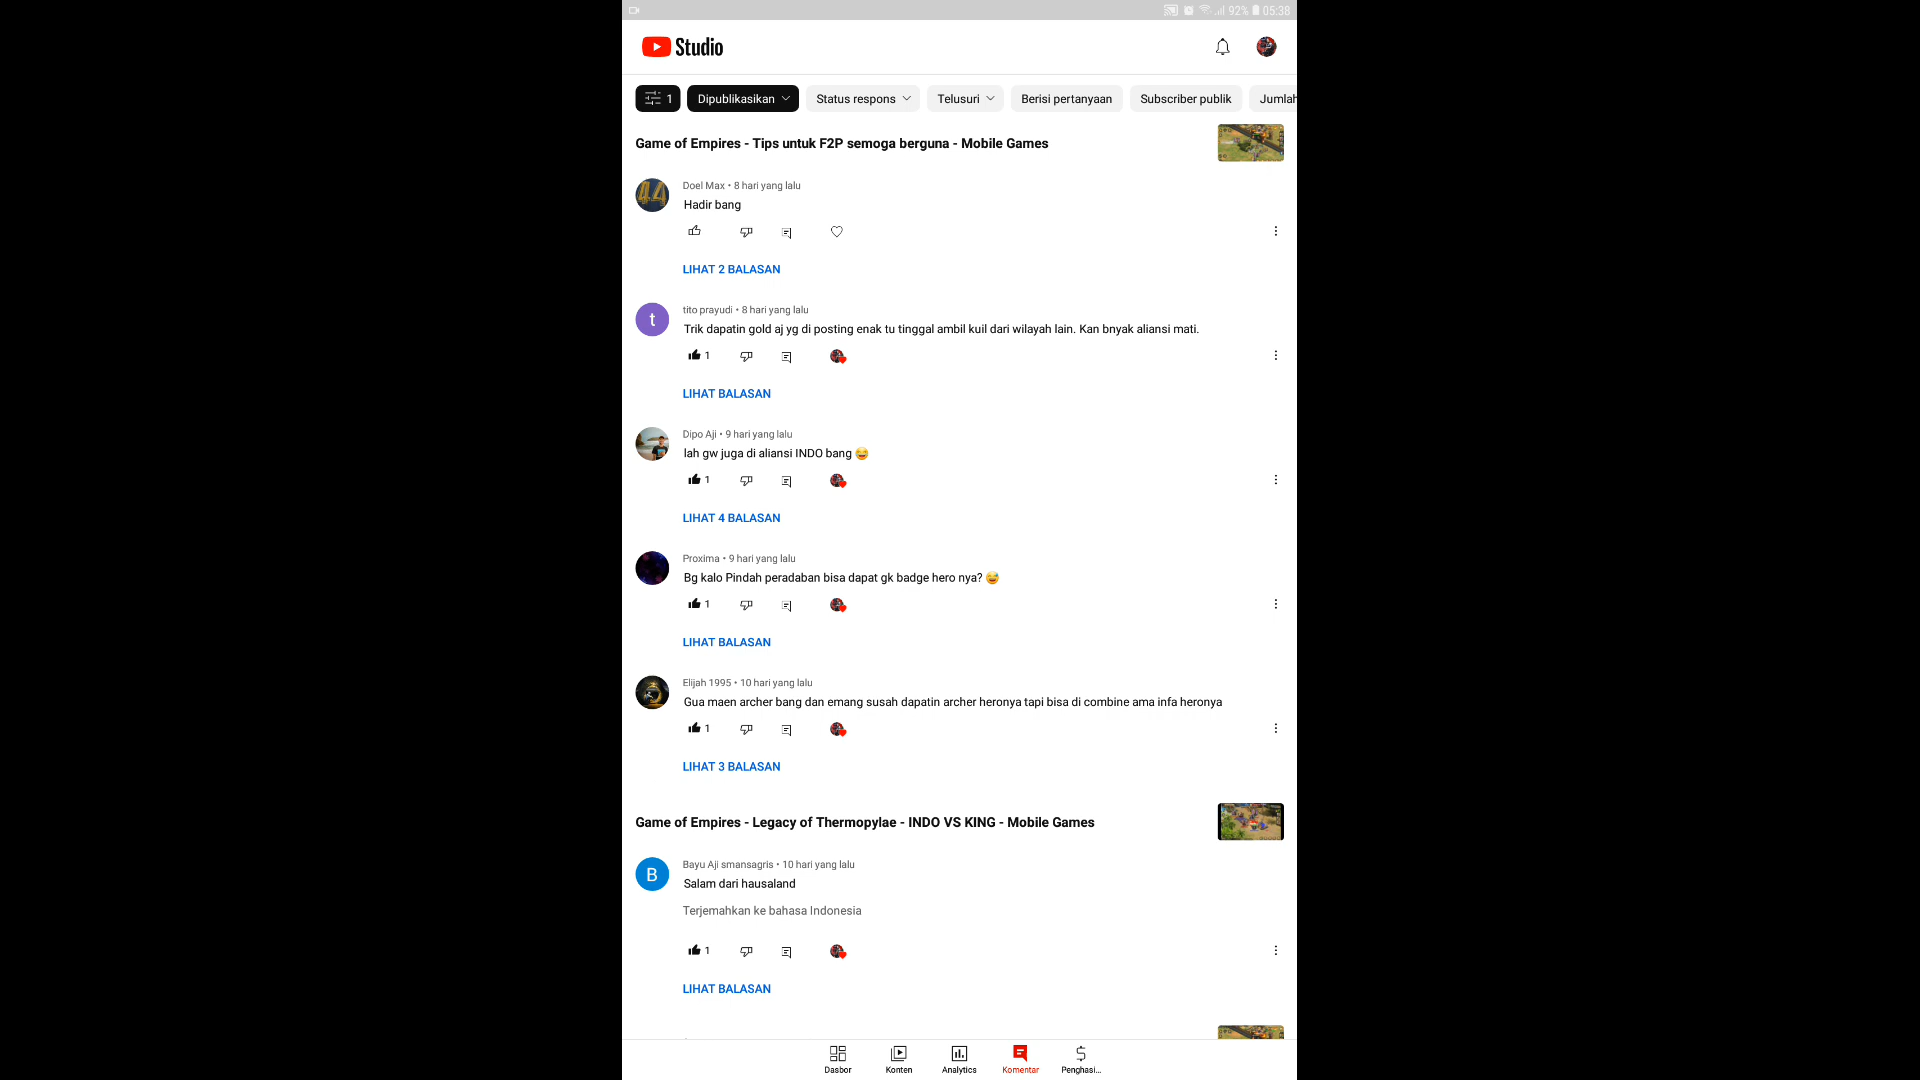 92% 05:38
Studio
1 Dipublikasikan Status respons Telusuri Berisi pertanyaan Subscriber publik Jumlah
Game of Empires - Tips untuk F2P semoga berguna - Mobile Games
44
Doel Max • 8 hari yang lalu
Hadir bang
LIHAT 2 BALASAN
t
tito prayudi • 8 hari yang lalu
Trik dapatin gold aj yg di posting enak tu tinggal ambil kuil dari wilayah lain. Kan bnyak aliansi mati.
1
LIHAT BALASAN
Dipo Aji • 9 hari yang lalu
lah gw juga di aliansi INDO bang 😂
1
LIHAT 4 BALASAN
Proxima • 9 hari yang lalu
Bg kalo Pindah peradaban bisa dapat gk badge hero nya? 😅
1
LIHAT BALASAN
Elijah 1995 • 10 hari yang lalu
Gua maen archer bang dan emang susah dapatin archer heronya tapi bisa di combine ama infa heronya
1
LIHAT 3 BALASAN
Game of Empires - Legacy of Thermopylae - INDO VS KING - Mobile Games
B
Bayu Aji smansagris • 10 hari yang lalu
Salam dari hausaland
Terjemahkan ke bahasa Indonesia
1
LIHAT BALASAN
Dasbor Konten Analytics Komentar Penghasi...